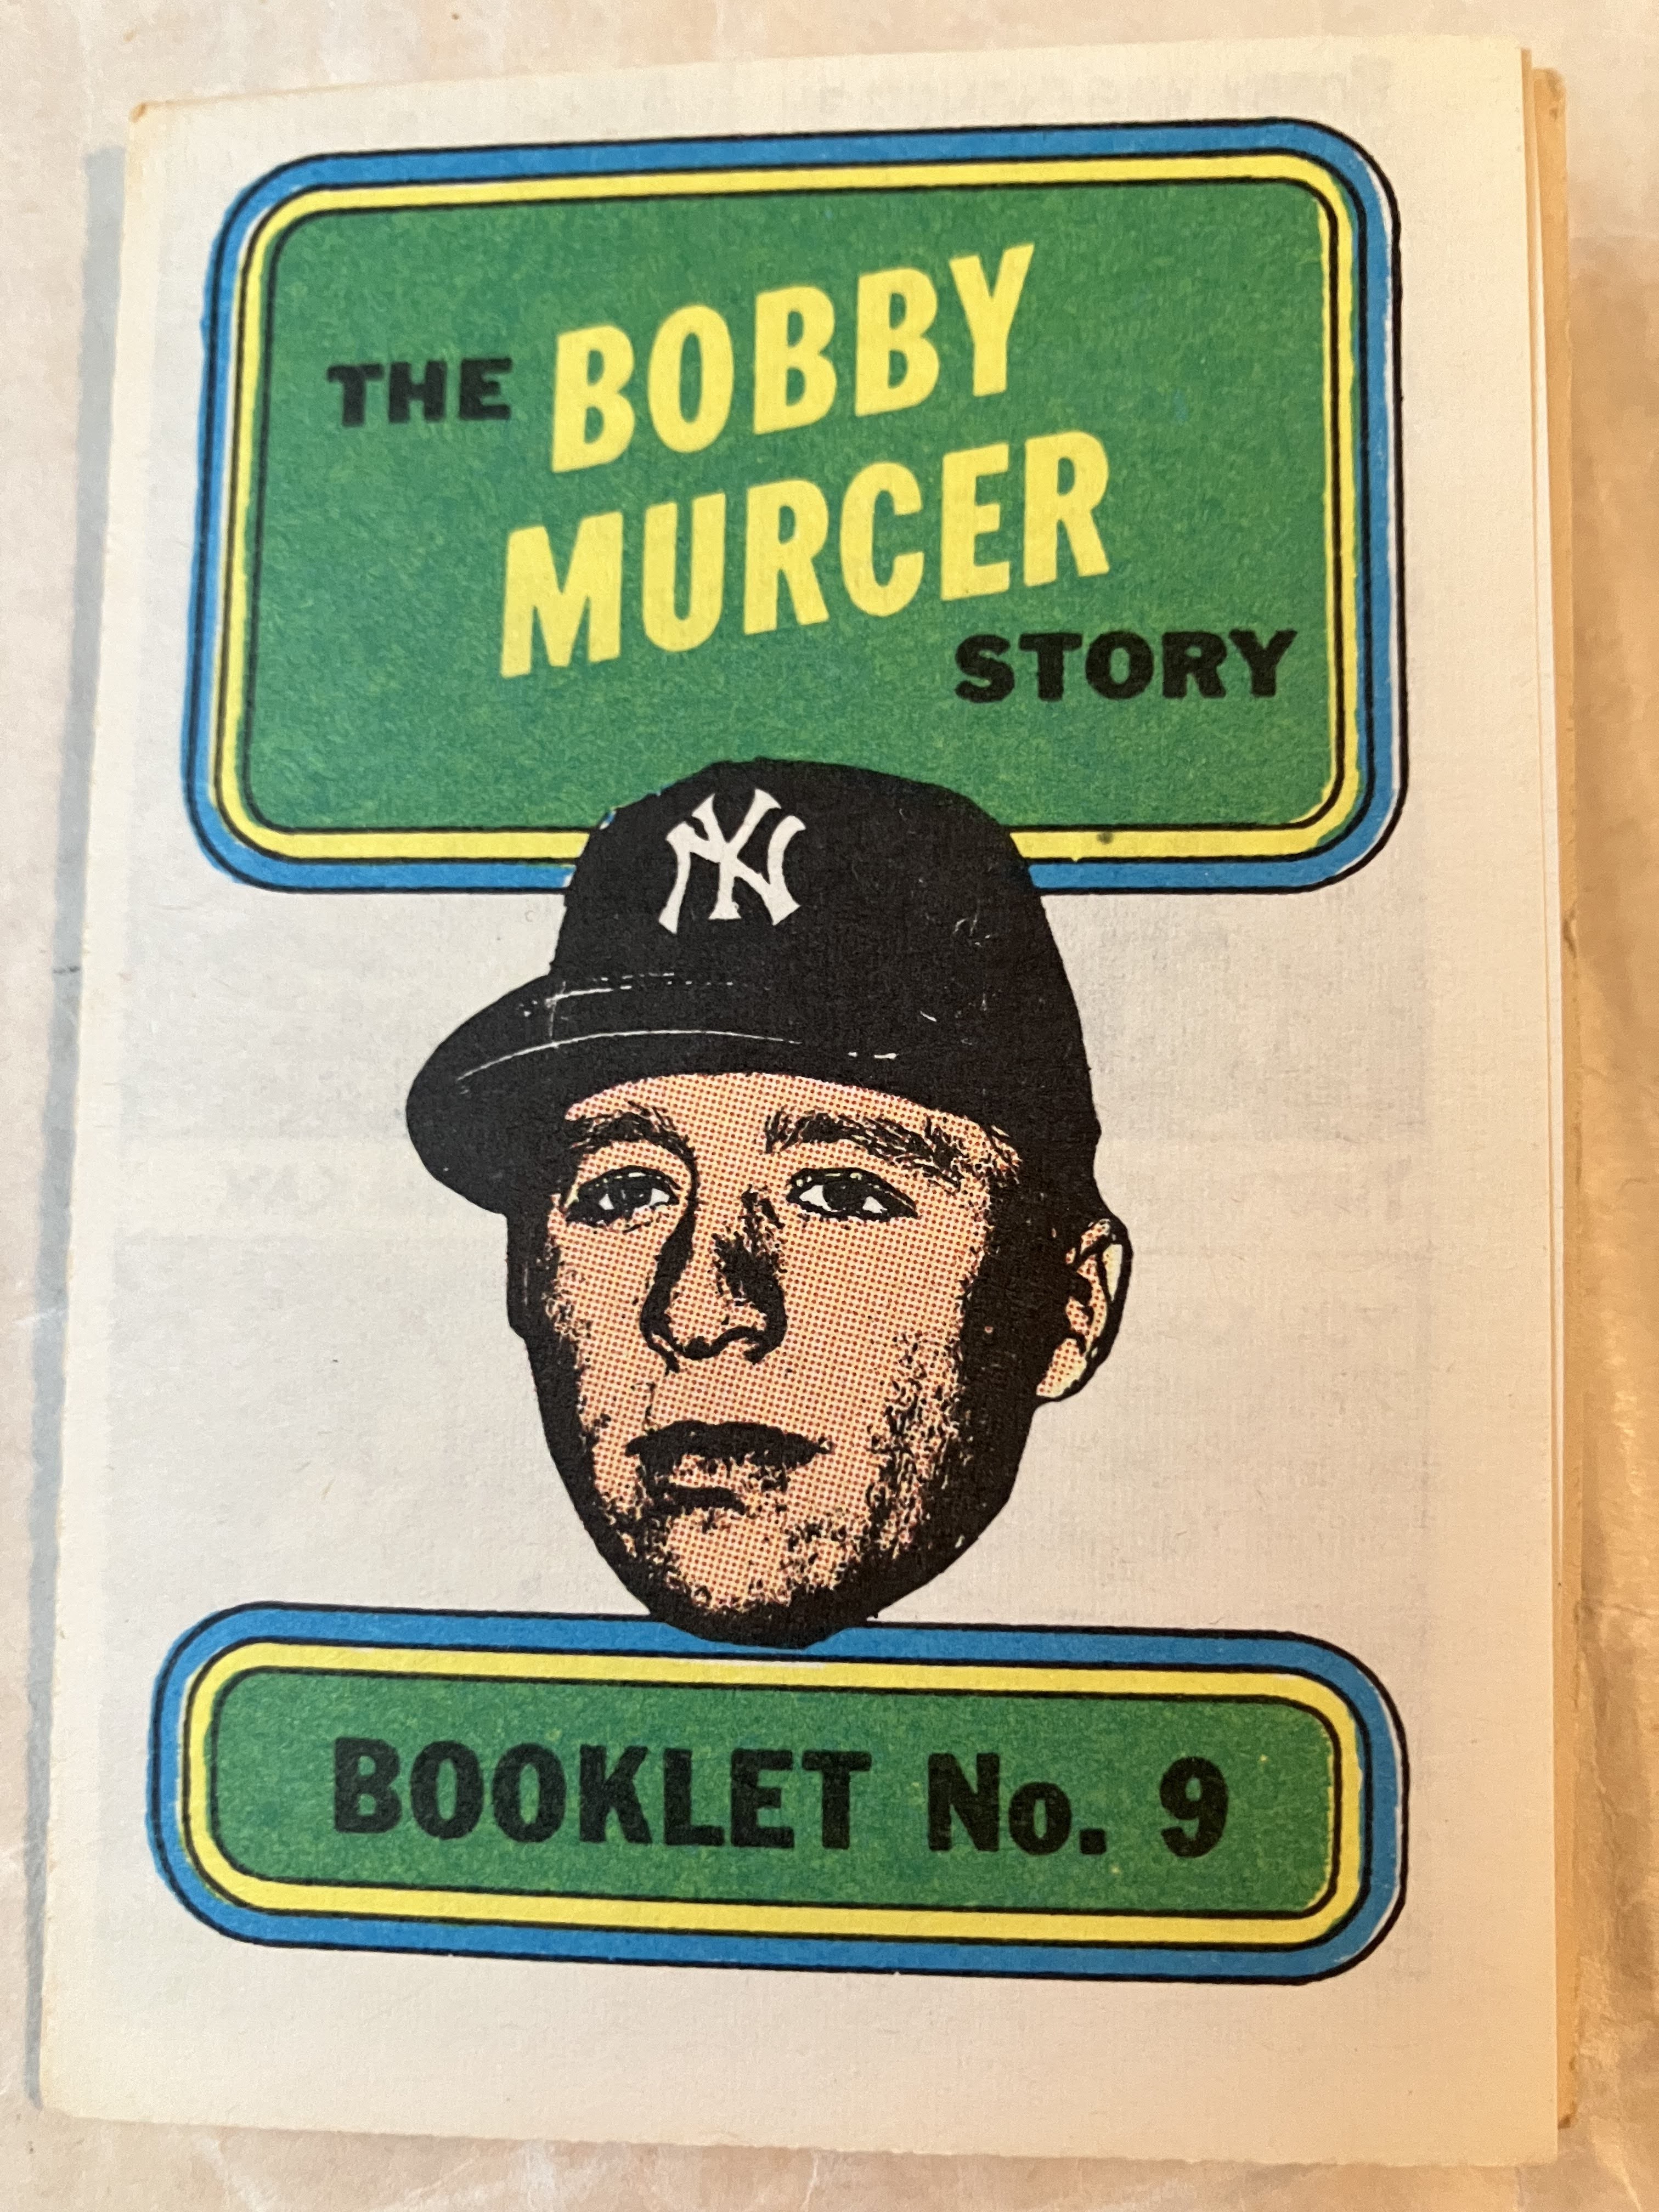 THE BOBBY
MURCER
STORY
NY
BOOKLET No. 9